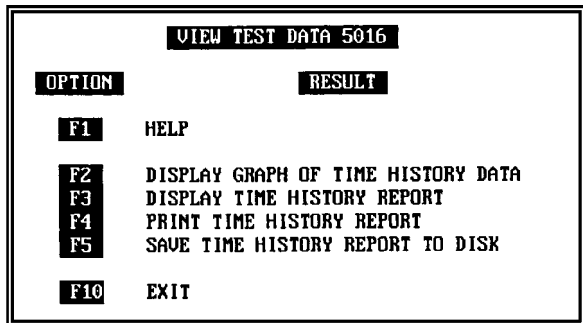 VIEW TEST DATA 5016
OPTION RESULT
F1 HELP
F2 DISPLAY GRAPH OF TIME HISTORY DATA
F3 DISPLAY TIME HISTORY REPORT
F4 PRINT TIME HISTORY REPORT
F5 SAVE TIME HISTORY REPORT TO DISK
F10 EXIT